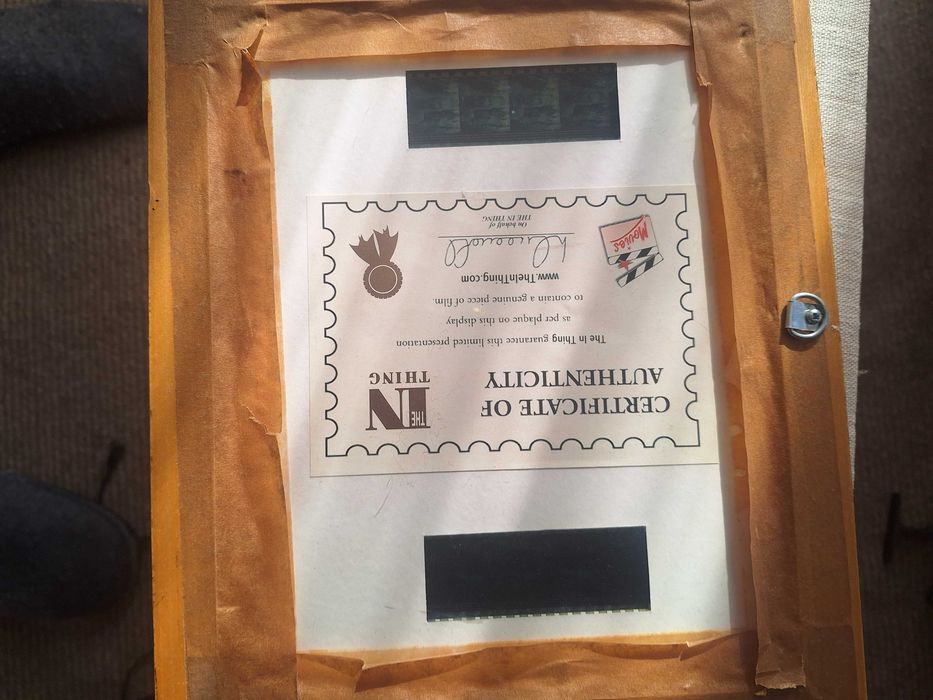 CERTIFICATE OF
AUTHENTICITY
THE IN
THING
The in Thing guarantee this limited presentation
as per plaque on this display
to contain a genuine piece of film.
www.TheInThing.com
On behalf of
THE IN THING
Movies